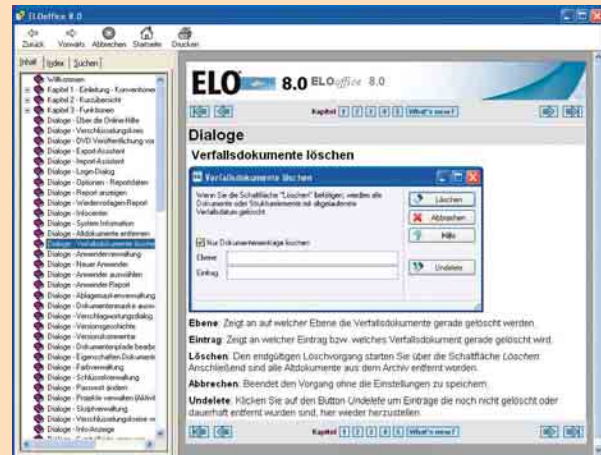 ELOoffice 8.0
Zurück Vorwärts Abbrechen Startseite Drucken
Inhalt Index Suchen
Willkommen
Kapitel 1 - Einleitung - Konventionen
Kapitel 2 - Kurzübersicht
Kapitel 3 - Funktionen
Dialoge - Über die Online-Hilfe
Dialoge - Verschlüsselungskreis
Dialoge - DVD Veröffentlichung vor
Dialoge - Export-Assistent
Dialoge - Import-Assistent
Dialoge - Login-Dialog
Dialoge - Optionen - Reportdaten
Dialoge - Report anzeigen
Dialoge - Wiedervorlagen-Report
Dialoge - Infocenter
Dialoge - System Information
Dialoge - Altdokumente entfernen
Dialoge - Verfallsdokumente lösche
Dialoge - Anwenderverwaltung
Dialoge - Neuer Anwender
Dialoge - Anwender auswählen
Dialoge - Anwender-Report
Dialoge - Ablagemaskenverwaltung
Dialoge - Dokumentenmaske ausw
Dialoge - Verschlagwortungsdialog
Dialoge - Versionsgeschichte
Dialoge - Versionskommentar
Dialoge - Dokumentenpfade bearbe
Dialoge - Eigenschaften Dokument
Dialoge - Farbverwaltung
Dialoge - Schlüsselverwaltung
Dialoge - Passwort ändern
Dialoge - Projekte verwalten (Aktivi
Dialoge - Skriptverwaltung
Dialoge - Verschlüsselungskreise v
Dialoge - Info-Anzeige
ELO 8.0 ELOoffice 8.0
Kapitel 1 2 3 4 5 What's new?
Dialoge
Verfallsdokumente löschen
Verfallsdokumente löschen
Wenn Sie die Schaltfläche "Löschen" betätigen, werden alle
Dokumente oder Strukturelemente mit abgelaufenem
Verfallsdatum gelöscht.
Löschen
Abbrechen
Hilfe
Nur Dokumenteneinträge löschen
Ebene
Eintrag
Undelete
Ebene: Zeigt an auf welcher Ebene die Verfallsdokumente gerade gelöscht werden.
Eintrag: Zeigt an welcher Eintrag bzw. welches Verfallsdokument gerade gelöscht wird.
Löschen: Den endgültigen Löschvorgang starten Sie über die Schaltfläche Löschen.
Anschließend sind alle Altdokumente aus dem Archiv entfernt worden.
Abbrechen: Beendet den Vorgang ohne die Einstellungen zu speichern.
Undelete: Klicken Sie auf den Button Undelete um Einträge die noch nicht gelöscht oder
dauerhaft entfernt wurden sind, hier wieder herzustellen.
Kapitel 1 2 3 4 5 What's new?